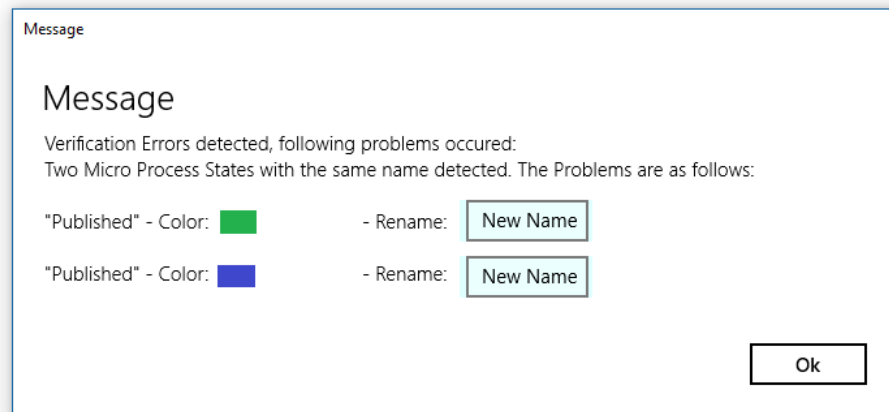 Message
Message
Verification Errors detected, following problems occured:
Two Micro Process States with the same name detected. The Problems are as follows:
"Published" - Color: - Rename: New Name
"Published" - Color: - Rename: New Name
Ok